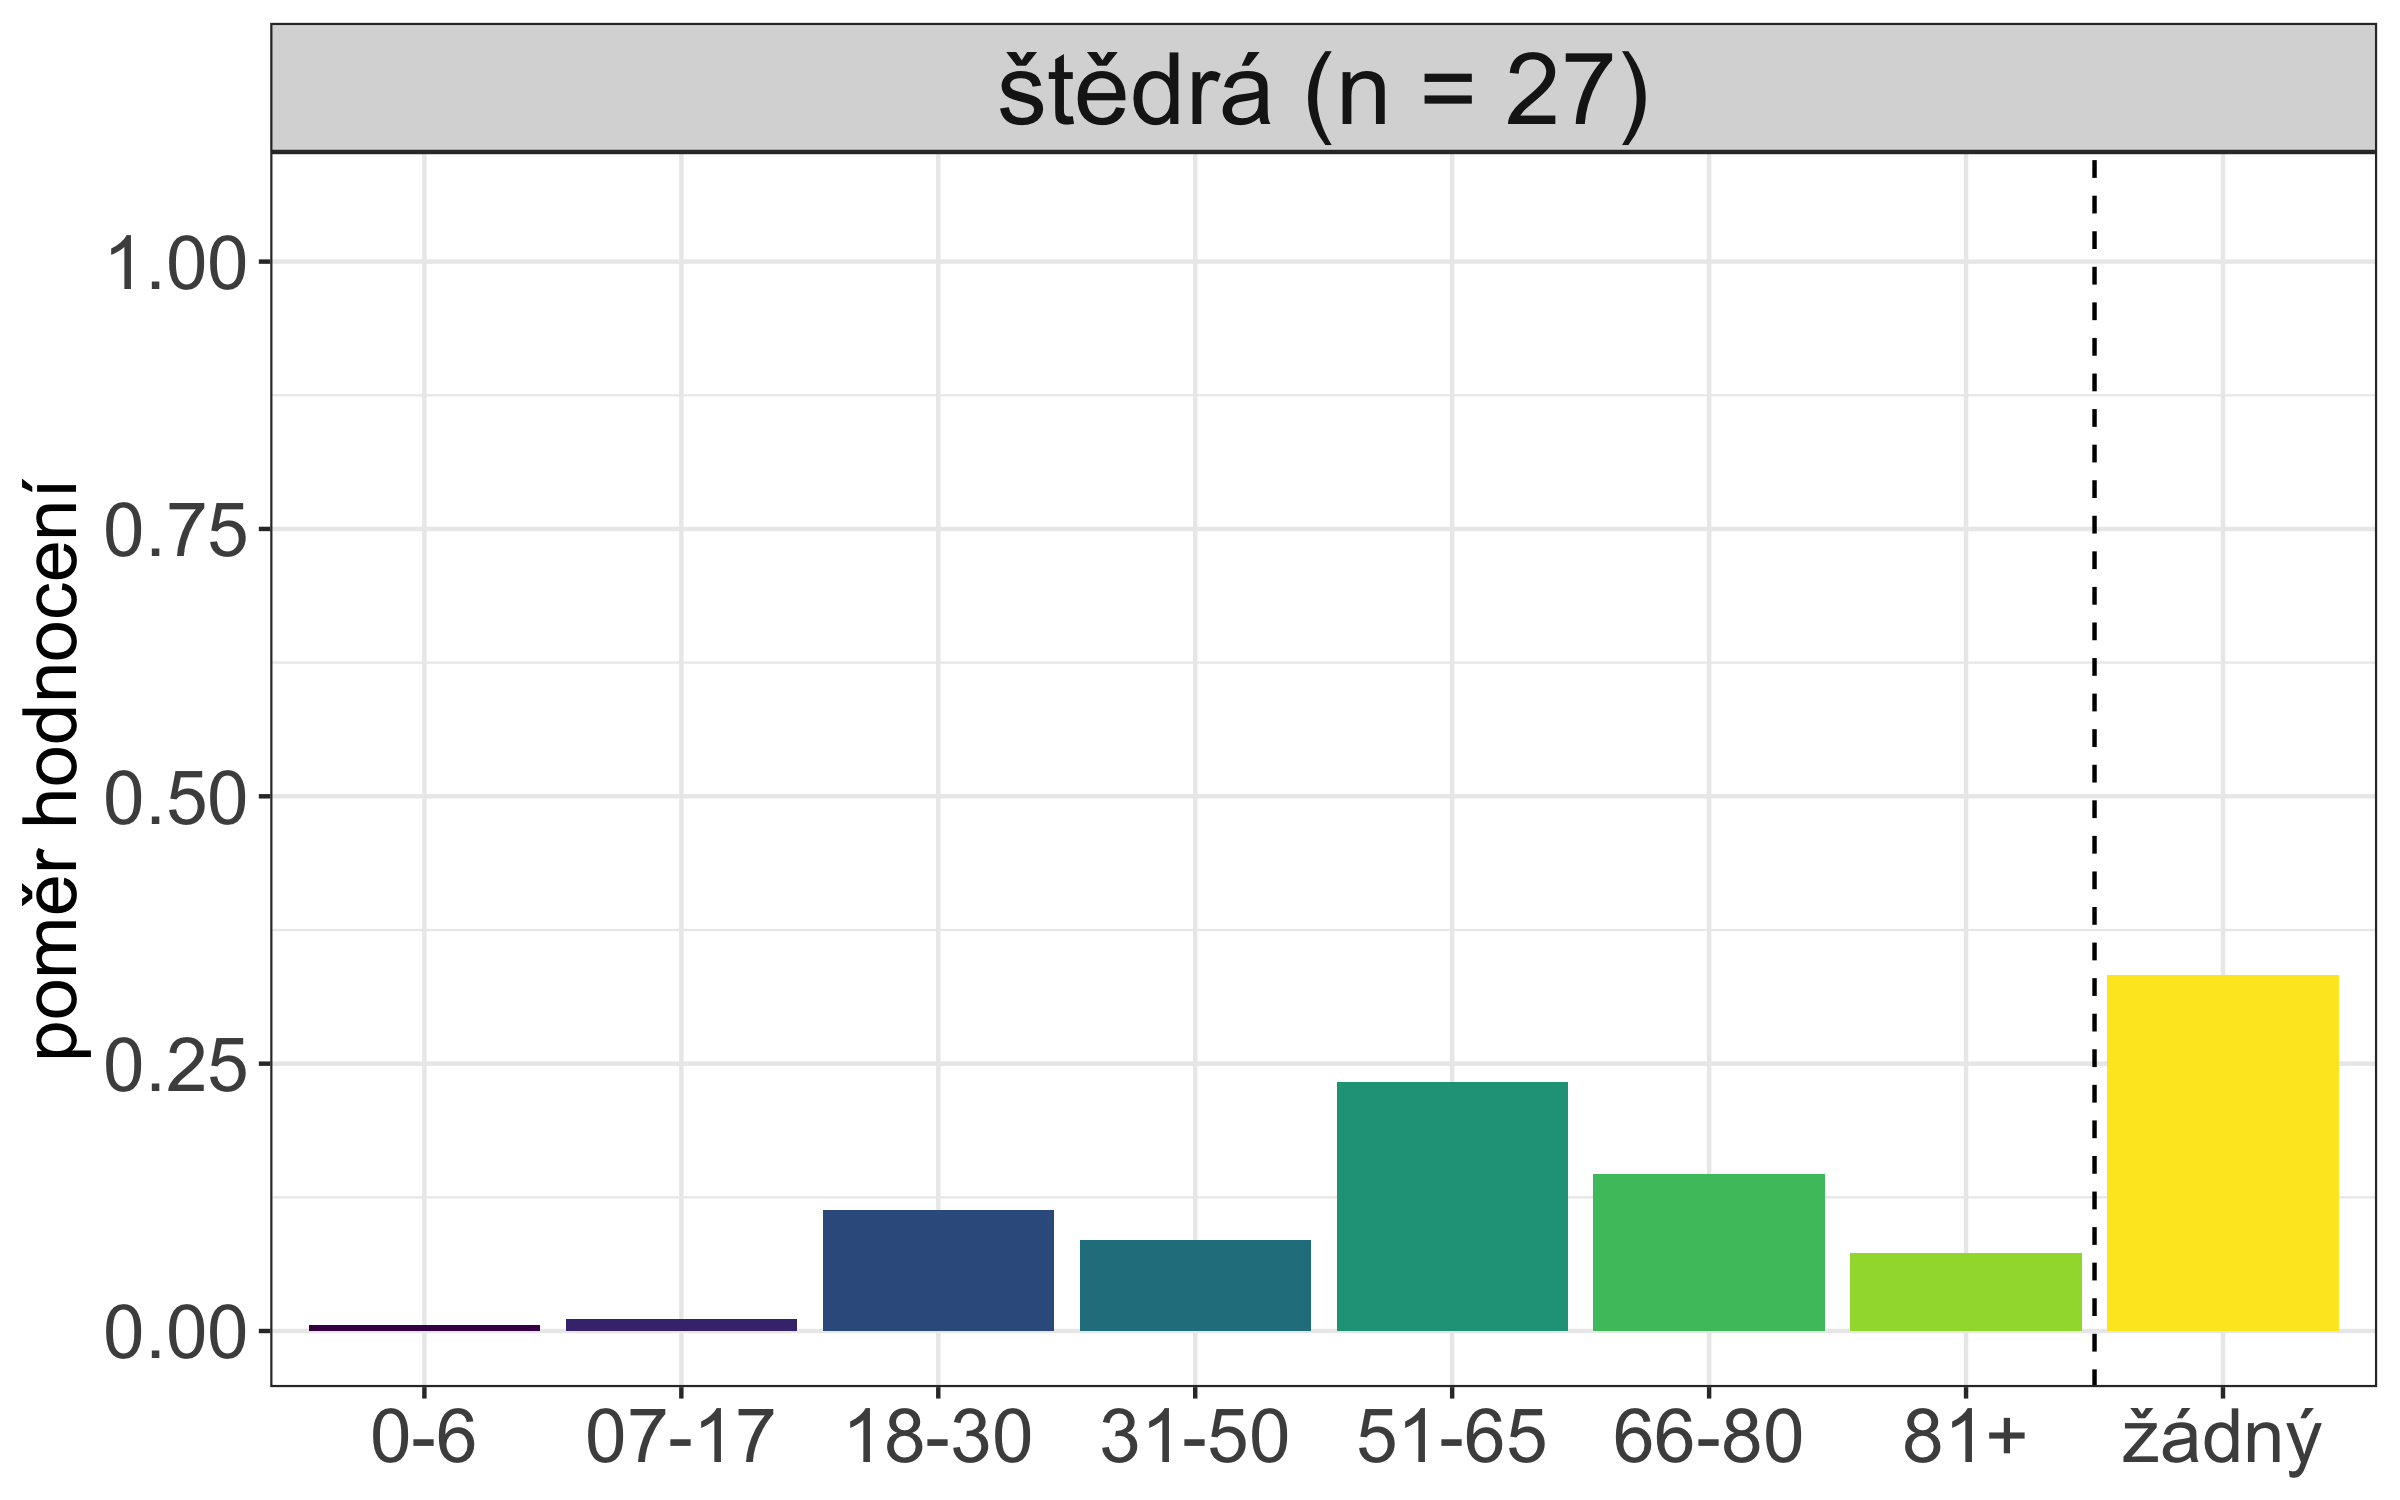 štědrá (n = 27)
poměr hodnocení
1.00
0.75
0.50
0.25
0.00
0-6 07-17 18-30 31-50 51-65 66-80 81+ žádný